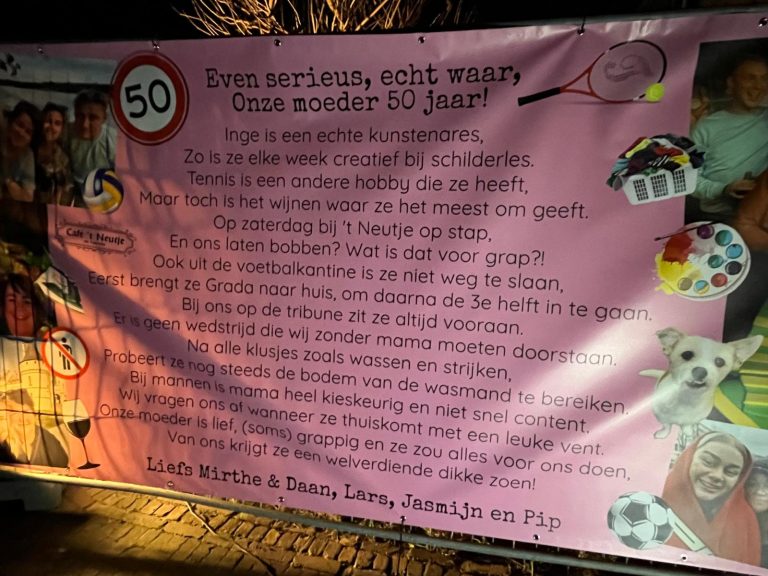 50
Even serieus, echt waar,
Onze moeder 50 jaar!
Inge is een echte kunstenares,
Zo is ze elke week creatief bij schilderles.
Tennis is een andere hobby die ze heeft,
Maar toch is het wijnen waar ze het meest om geeft.
Op zaterdag bij 't Neutje op stap,
En ons laten bobben? Wat is dat voor grap?!
Ook uit de voetbalkantine is ze niet weg te slaan,
Eerst brengt ze Grada naar huis, om daarna de 3e helft in te gaan.
Bij ons op de tribune zit ze altijd vooraan.
Er is geen wedstrijd die wij zonder mama moeten doorstaan.
Na alle klusjes zoals wassen en strijken,
Probeert ze nog steeds de bodem van de wasmand te bereiken.
Bij mannen is mama heel kieskeurig en niet snel content.
Wij vragen ons af wanneer ze thuiskomt met een leuke vent.
Onze moeder is lief, (soms) grappig en ze zou alles voor ons doen,
Van ons krijgt ze een welverdiende dikke zoen!
Liefs Mirthe & Daan, Lars, Jasmijn en Pip
Café 't Neutje